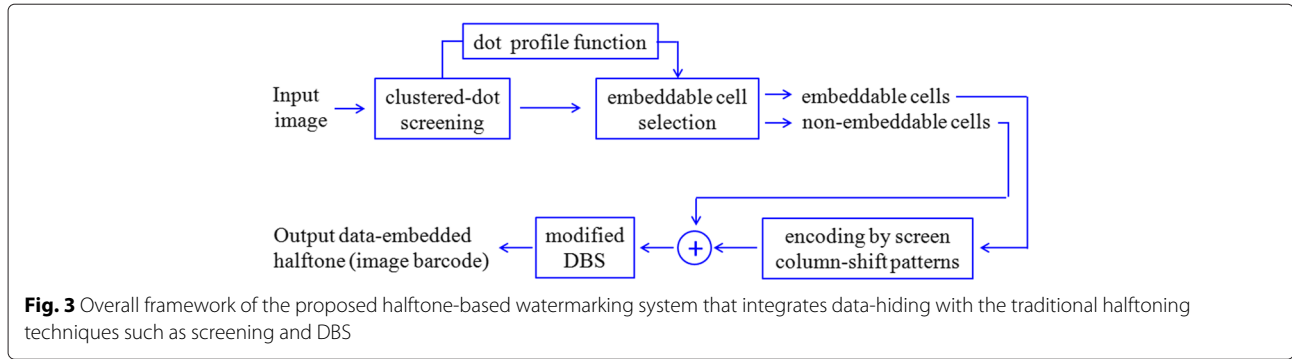 dot profile function
Input
image
clustered-dot
screening
embeddable cell
selection
embeddable cells
non-embeddable cells
Output data-embedded
halftone (image barcode)
modified
DBS
+
encoding by screen
column-shift patterns
Fig. 3 Overall framework of the proposed halftone-based watermarking system that integrates data-hiding with the traditional halftoning
techniques such as screening and DBS